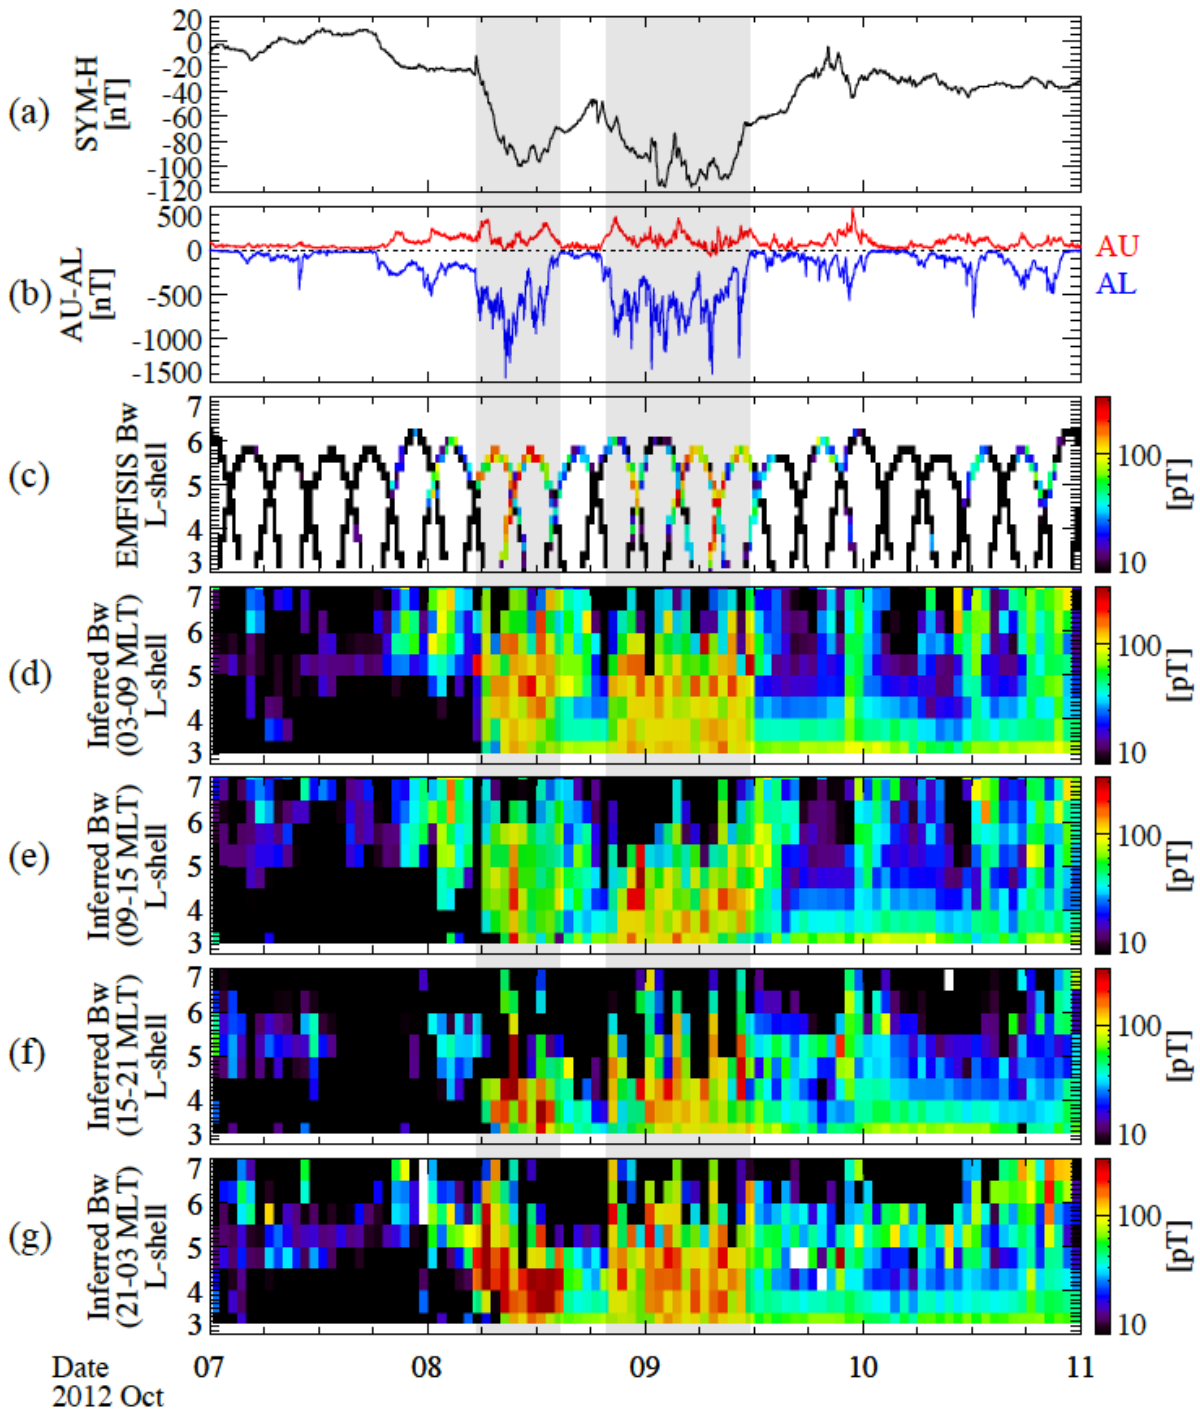 (a)
SYM-H
[nT]
20
0
-20
-40
-60
-80
-100
-120
(b)
AU-AL
[nT]
500
0
-500
-1000
-1500
AU
AL
(c)
EMFISIS Bw
L-shell
7
6
5
4
3
100
10
[pT]
(d)
Inferred Bw
(03-09 MLT)
L-shell
7
6
5
4
3
100
10
[pT]
(e)
Inferred Bw
(09-15 MLT)
L-shell
7
6
5
4
3
100
10
[pT]
(f)
Inferred Bw
(15-21 MLT)
L-shell
7
6
5
4
3
100
10
[pT]
(g)
Inferred Bw
(21-03 MLT)
L-shell
7
6
5
4
3
100
10
[pT]
Date 07 08 09 10 11
2012 Oct